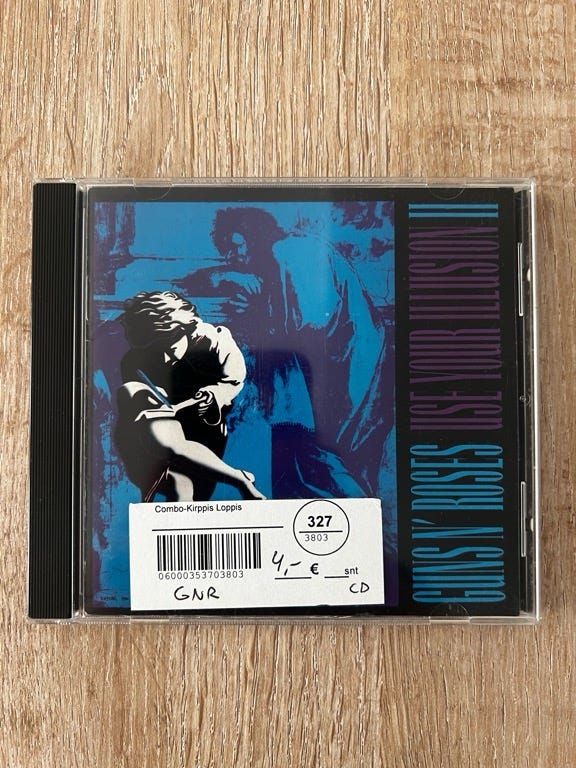 GUNS N' ROSES USE YOUR ILLUSION II
Combo-Kirppis Loppis
327
3803
06000353703803
4,- € snt
GNR
CD